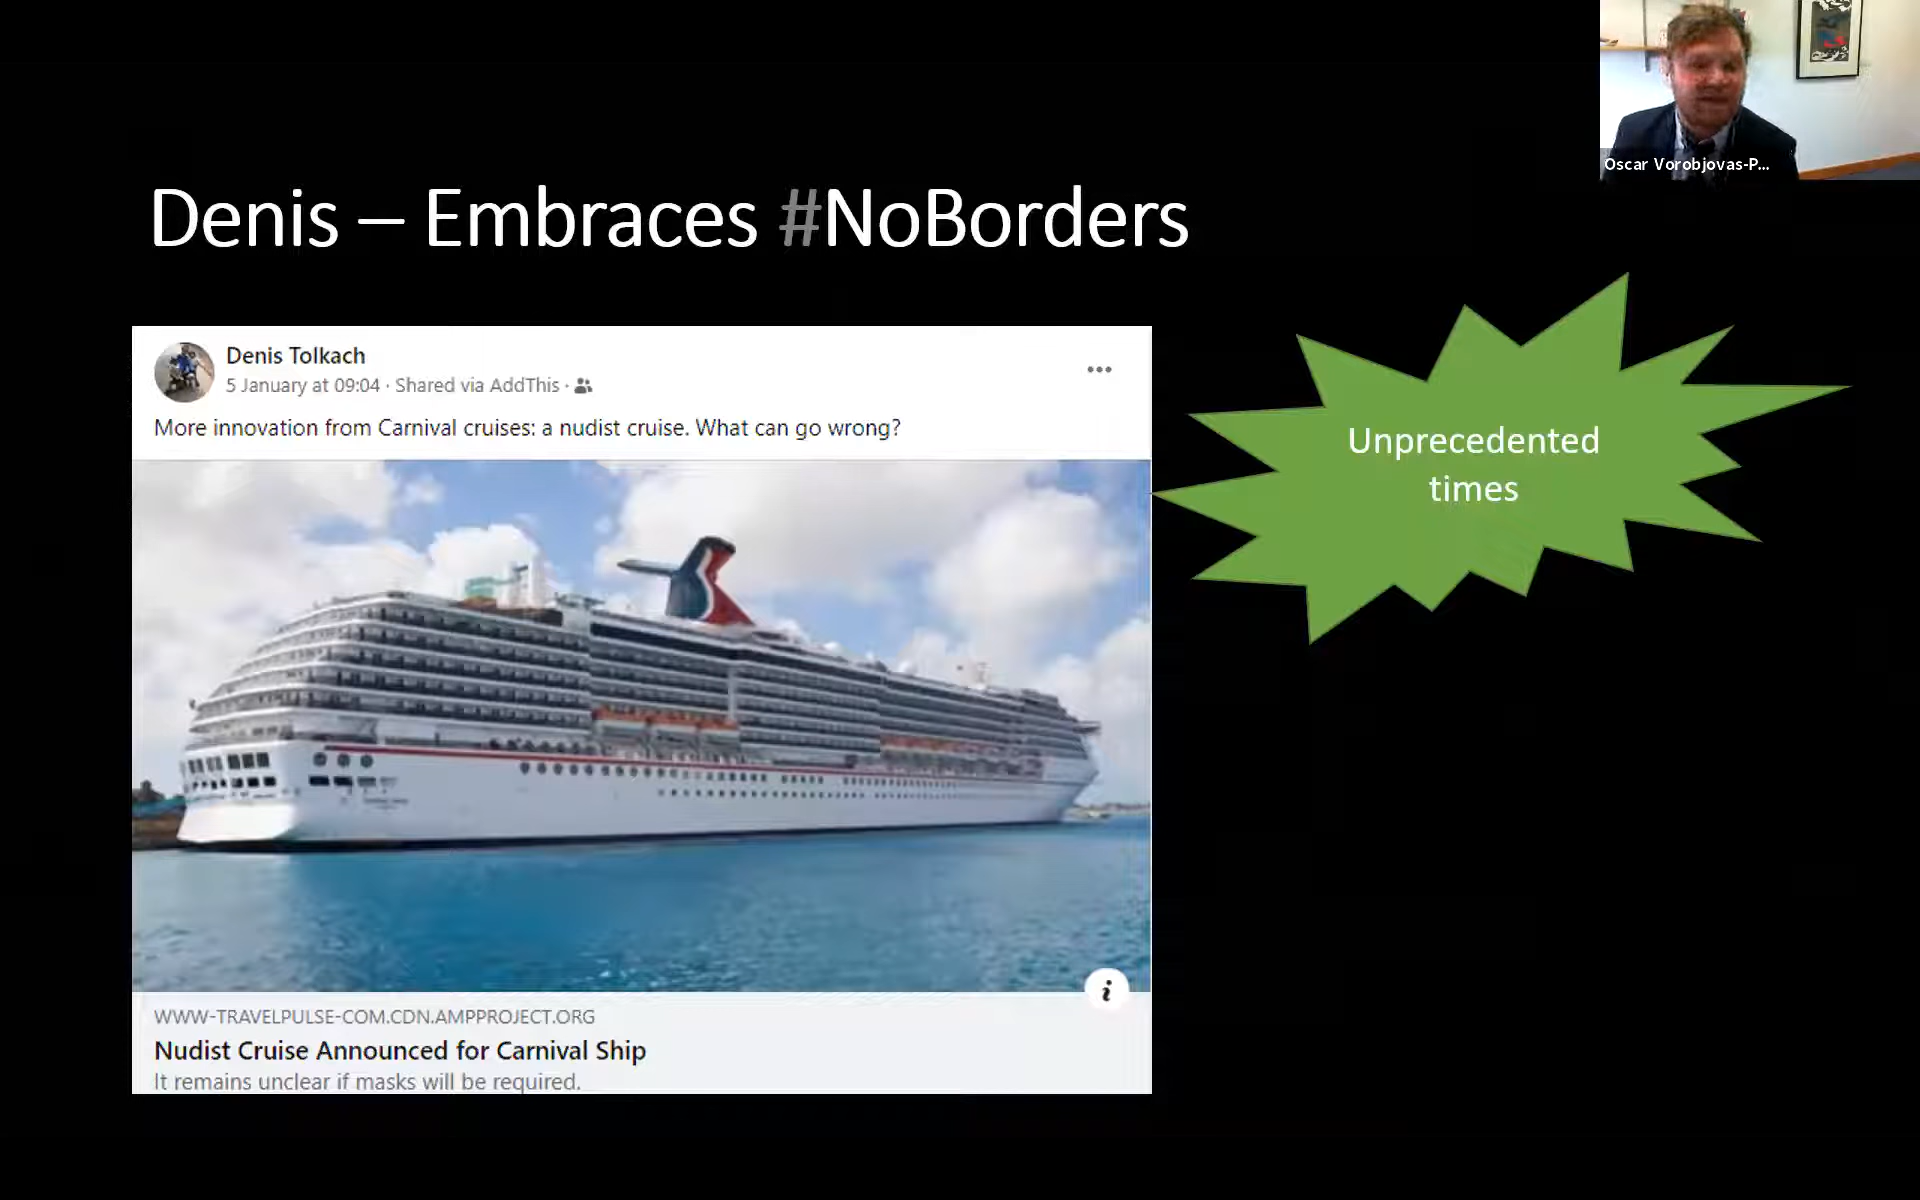 Oscar Vorobjovas-P...
Denis – Embraces #NoBorders
Denis Tolkach
5 January at 09:04 · Shared via AddThis ·
More innovation from Carnival cruises: a nudist cruise. What can go wrong?
Unprecedented
times
i
WWW-TRAVELPULSE-COM.CDN.AMPPROJECT.ORG
Nudist Cruise Announced for Carnival Ship
It remains unclear if masks will be required.